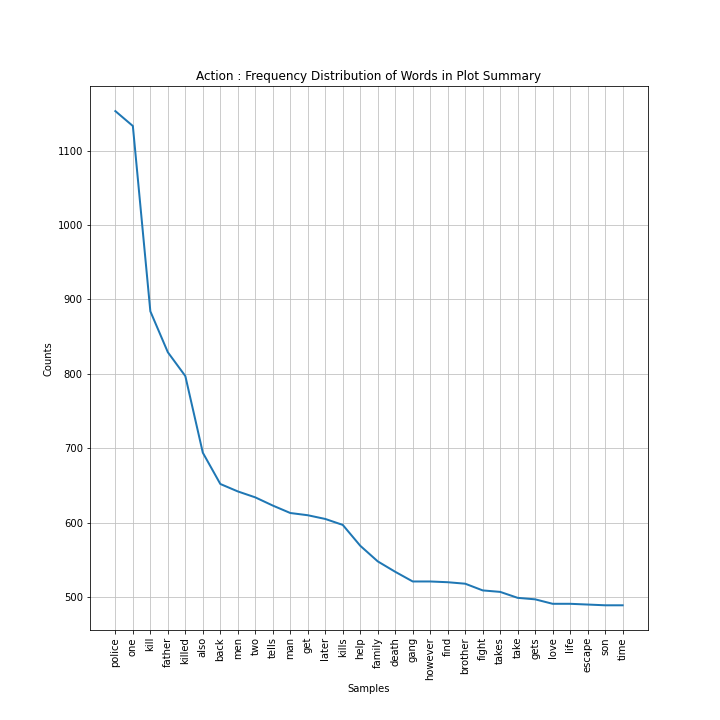 Action : Frequency Distribution of Words in Plot Summary
1100
1000
900
800
700
600
500
Counts
police
one
kill
father
killed
also
back
men
two
tells
man
get
later
kills
help
family
death
gang
however
find
brother
fight
takes
take
gets
love
life
escape
son
time
Samples